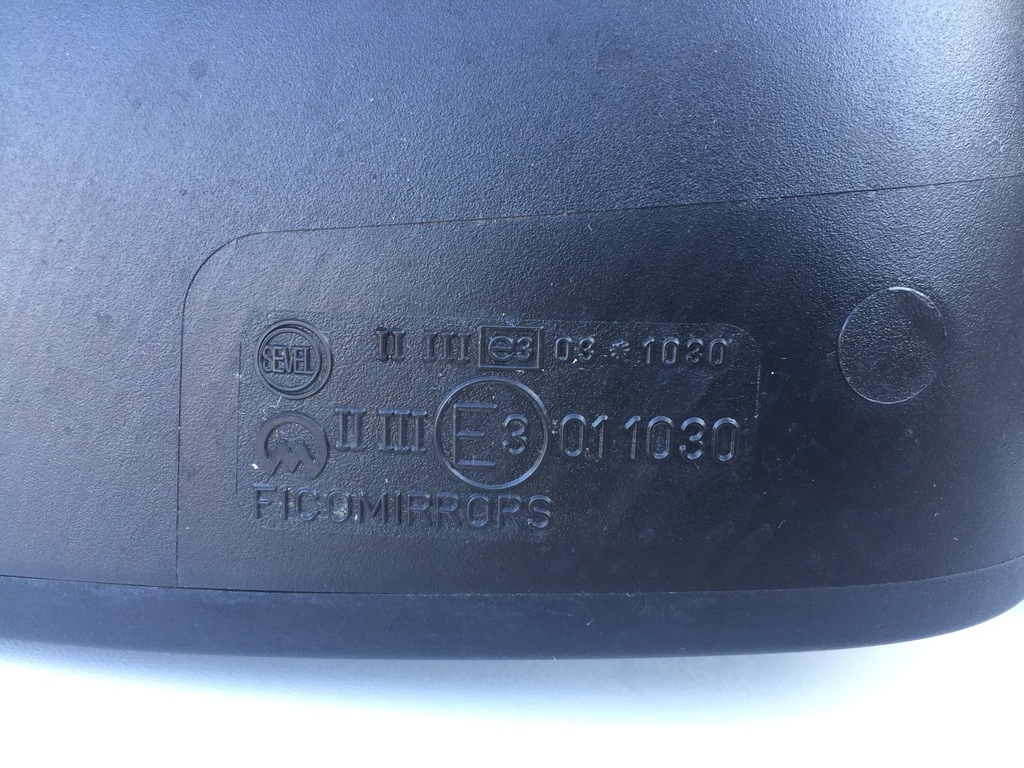 SEVEL II III e3 03*1030
II III E3 011030
FICOMIRRORS